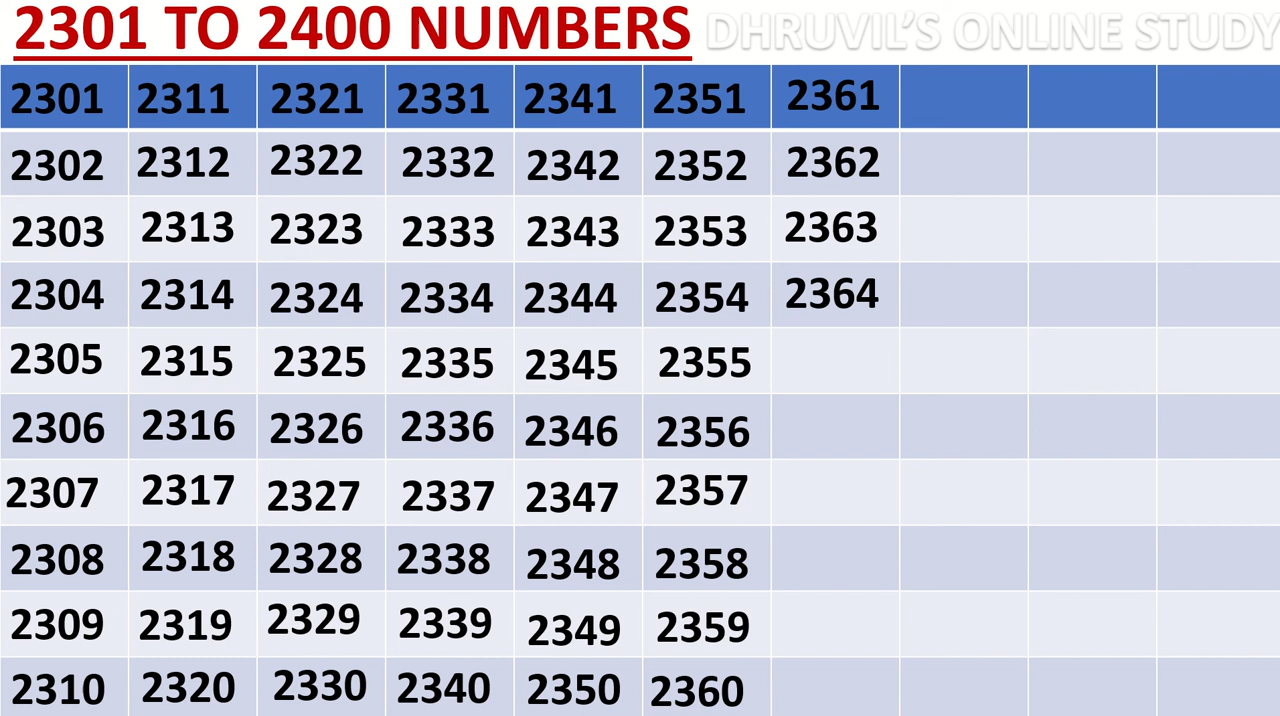 2301 TO 2400 NUMBERS DHRUVIL'S ONLINE STUDY
2301 2311 2321 2331 2341 2351 2361
2302 2312 2322 2332 2342 2352 2362
2303 2313 2323 2333 2343 2353 2363
2304 2314 2324 2334 2344 2354 2364
2305 2315 2325 2335 2345 2355
2306 2316 2326 2336 2346 2356
2307 2317 2327 2337 2347 2357
2308 2318 2328 2338 2348 2358
2309 2319 2329 2339 2349 2359
2310 2320 2330 2340 2350 2360